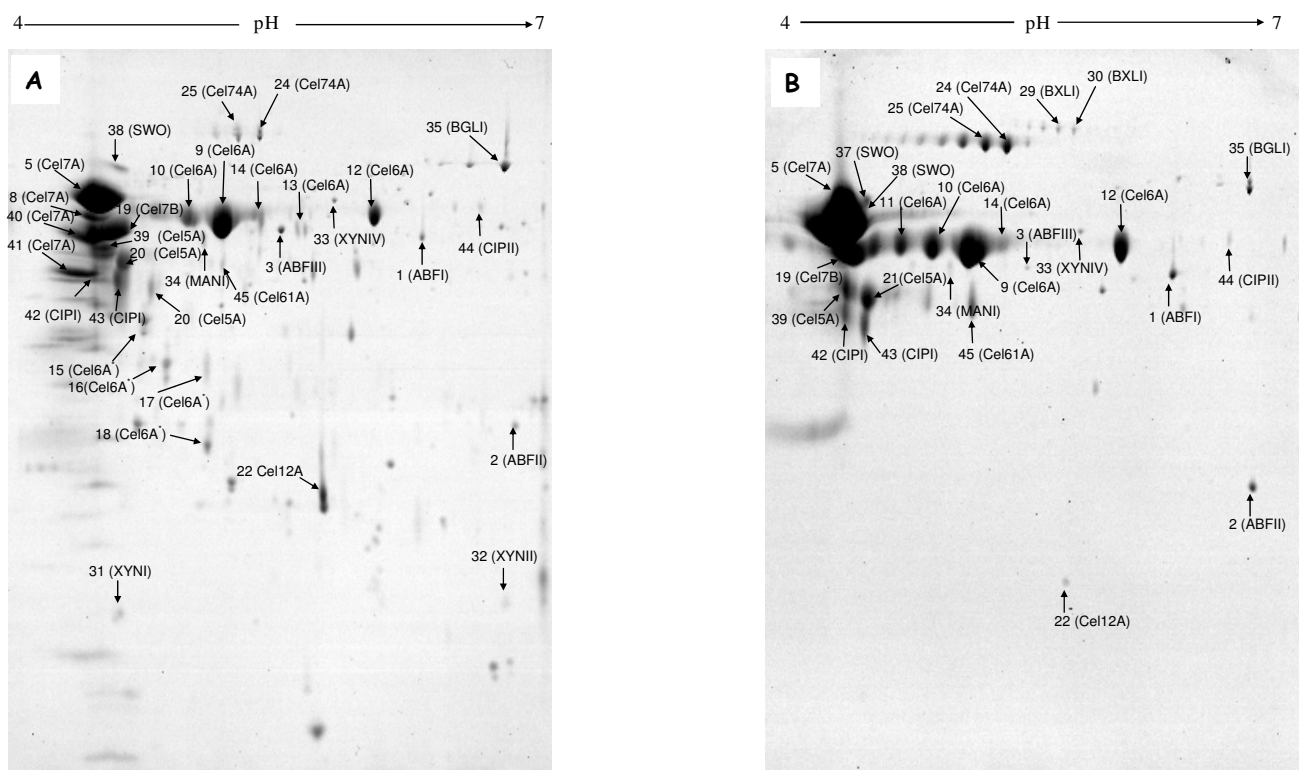 4 pH 7
A
25 (Cel74A)
24 (Cel74A)
38 (SWO)
9 (Cel6A)
35 (BGLI)
5 (Cel7A)
10 (Cel6A)
14 (Cel6A)
12 (Cel6A)
13 (Cel6A)
8 (Cel7A)
19 (Cel7B)
40 (Cel7A)
39 (Cel5A)
33 (XYNIV)
44 (CIPII)
41 (Cel7A)
20 (Cel5A)
3 (ABFIII)
1 (ABFI)
34 (MANI)
45 (Cel61A)
42 (CIPI)
43 (CIPI)
20 (Cel5A)
15 (Cel6A*)
16(Cel6A*)
17 (Cel6A*)
18 (Cel6A*)
2 (ABFII)
22 Cel12A
32 (XYNII)
31 (XYNI)
4 pH 7
B
30 (BXLI)
24 (Cel74A)
29 (BXLI)
25 (Cel74A)
35 (BGLI)
37 (SWO)
5 (Cel7A)
38 (SWO)
10 (Cel6A)
12 (Cel6A)
11 (Cel6A)
14 (Cel6A)
3 (ABFIII)
33 (XYNIV)
44 (CIPII)
19 (Cel7B)
21 (Cel5A)
9 (Cel6A)
34 (MANI)
1 (ABFI)
39 (Cel5A)
42 (CIPI)
43 (CIPI)
45 (Cel61A)
2 (ABFII)
22 (Cel12A)